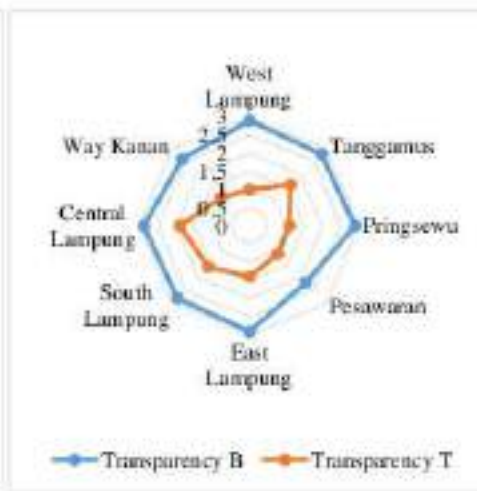 West
Lampung
3
2.5
2
1.5
1
0.5
0
Tanggamus
Pringsewu
Pesawaran
East
Lampung
South
Lampung
Central
Lampung
Way Kanan
Transparency B
Transparency T